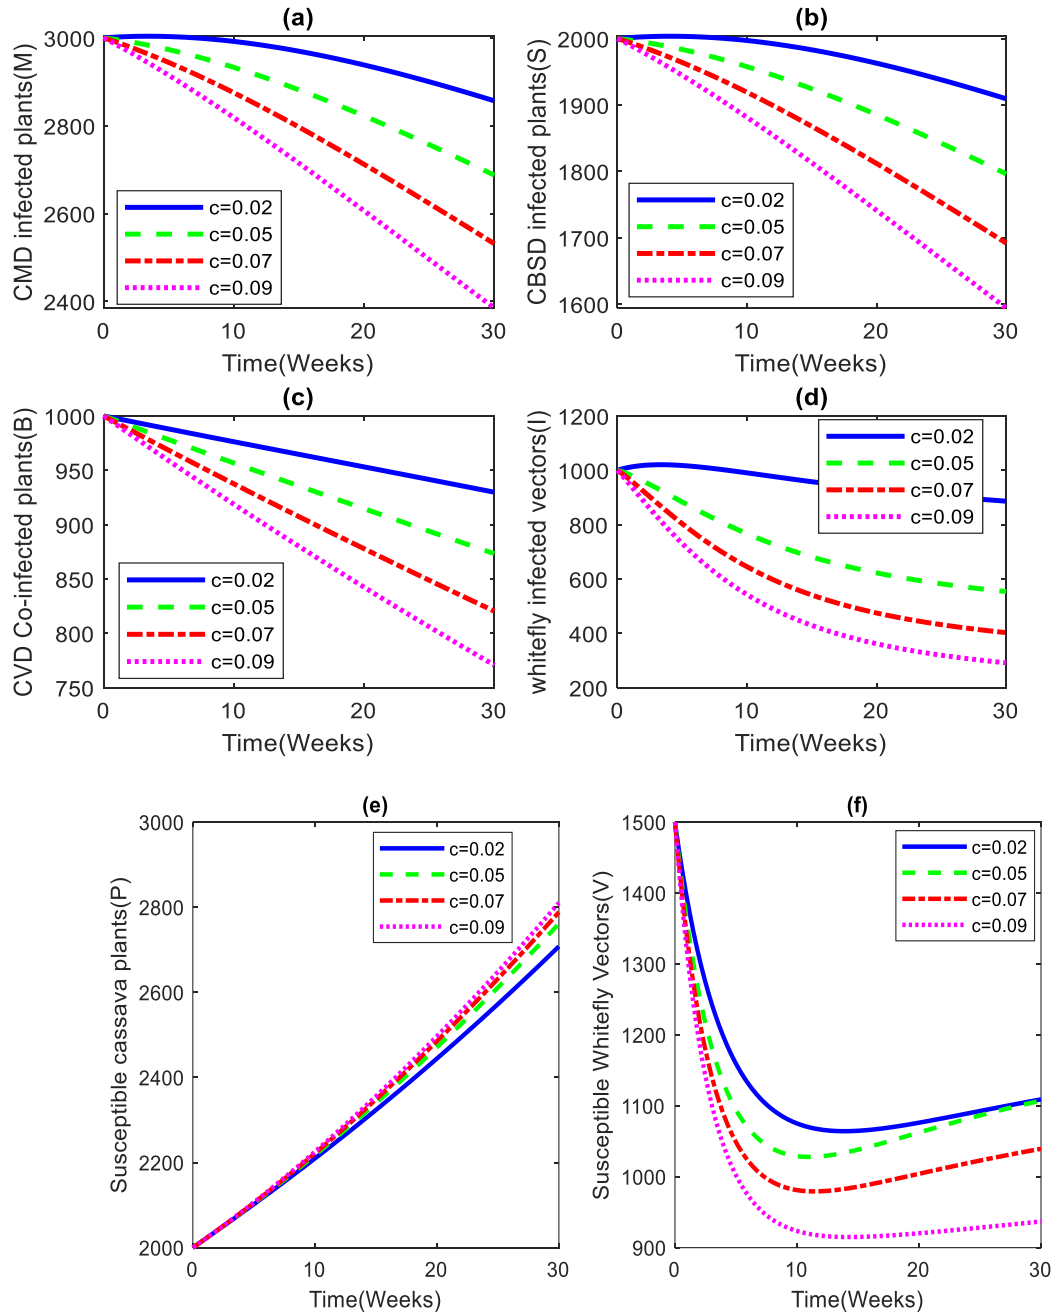 (a)
CMD infected plants(M)
3000
2800
2600
2400
c=0.02
c=0.05
c=0.07
c=0.09
0
10
20
30
Time(Weeks)
(b)
CBSD infected plants(S)
2000
1900
1800
1700
1600
c=0.02
c=0.05
c=0.07
c=0.09
0
10
20
30
Time(Weeks)
(c)
CVD Co-infected plants(B)
1000
950
900
850
800
750
c=0.02
c=0.05
c=0.07
c=0.09
0
10
20
30
Time(Weeks)
(d)
whitefly infected vectors(I)
1200
1000
800
600
400
200
c=0.02
c=0.05
c=0.07
c=0.09
0
10
20
30
Time(Weeks)
(e)
Susceptible cassava plants(P)
3000
2800
2600
2400
2200
2000
c=0.02
c=0.05
c=0.07
c=0.09
0
10
20
30
Time(Weeks)
(f)
Susceptible Whitefly Vectors(V)
1500
1400
1300
1200
1100
1000
900
c=0.02
c=0.05
c=0.07
c=0.09
0
10
20
30
Time(Weeks)